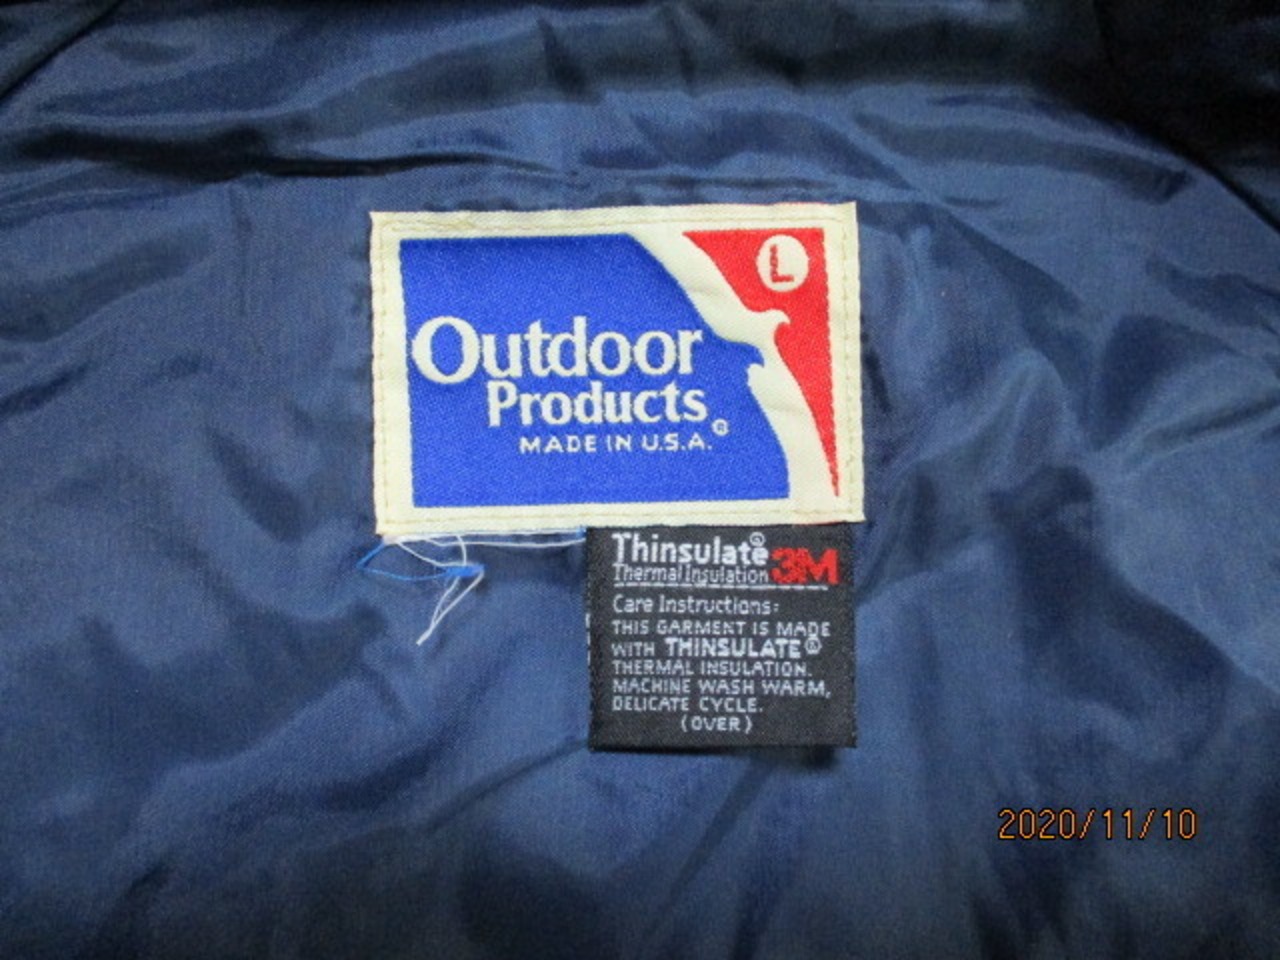 L
Outdoor
Products®
MADE IN U.S.A.
Thinsulate® 3M
Thermal Insulation
Care Instructions:
THIS GARMENT IS MADE
WITH THINSULATE®
THERMAL INSULATION.
MACHINE WASH WARM,
DELICATE CYCLE.
(OVER)
2020/11/10